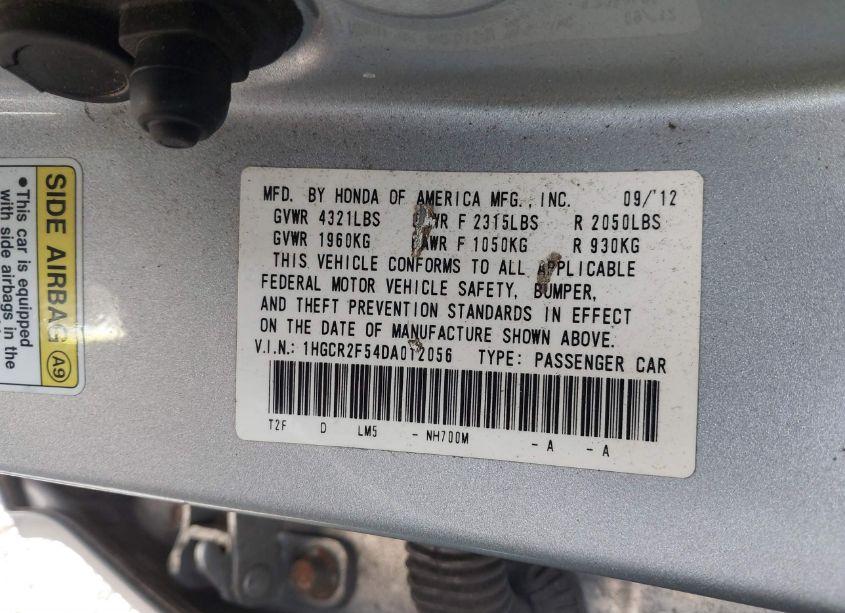 MFD. BY HONDA OF AMERICA MFG., INC. 09/'12
GVWR 4321LBS WR F 2315LBS R 2050LBS
GVWR 1960KG AWR F 1050KG R 930KG
THIS VEHICLE CONFORMS TO ALL APPLICABLE
FEDERAL MOTOR VEHICLE SAFETY, BUMPER,
AND THEFT PREVENTION STANDARDS IN EFFECT
ON THE DATE OF MANUFACTURE SHOWN ABOVE.
V.I.N.: 1HGCR2F54DA012056 TYPE: PASSENGER CAR
T2F D LM5 - NH700M - A - A
SIDE AIRBAG A9
•This car is equipped
with side airbags in the